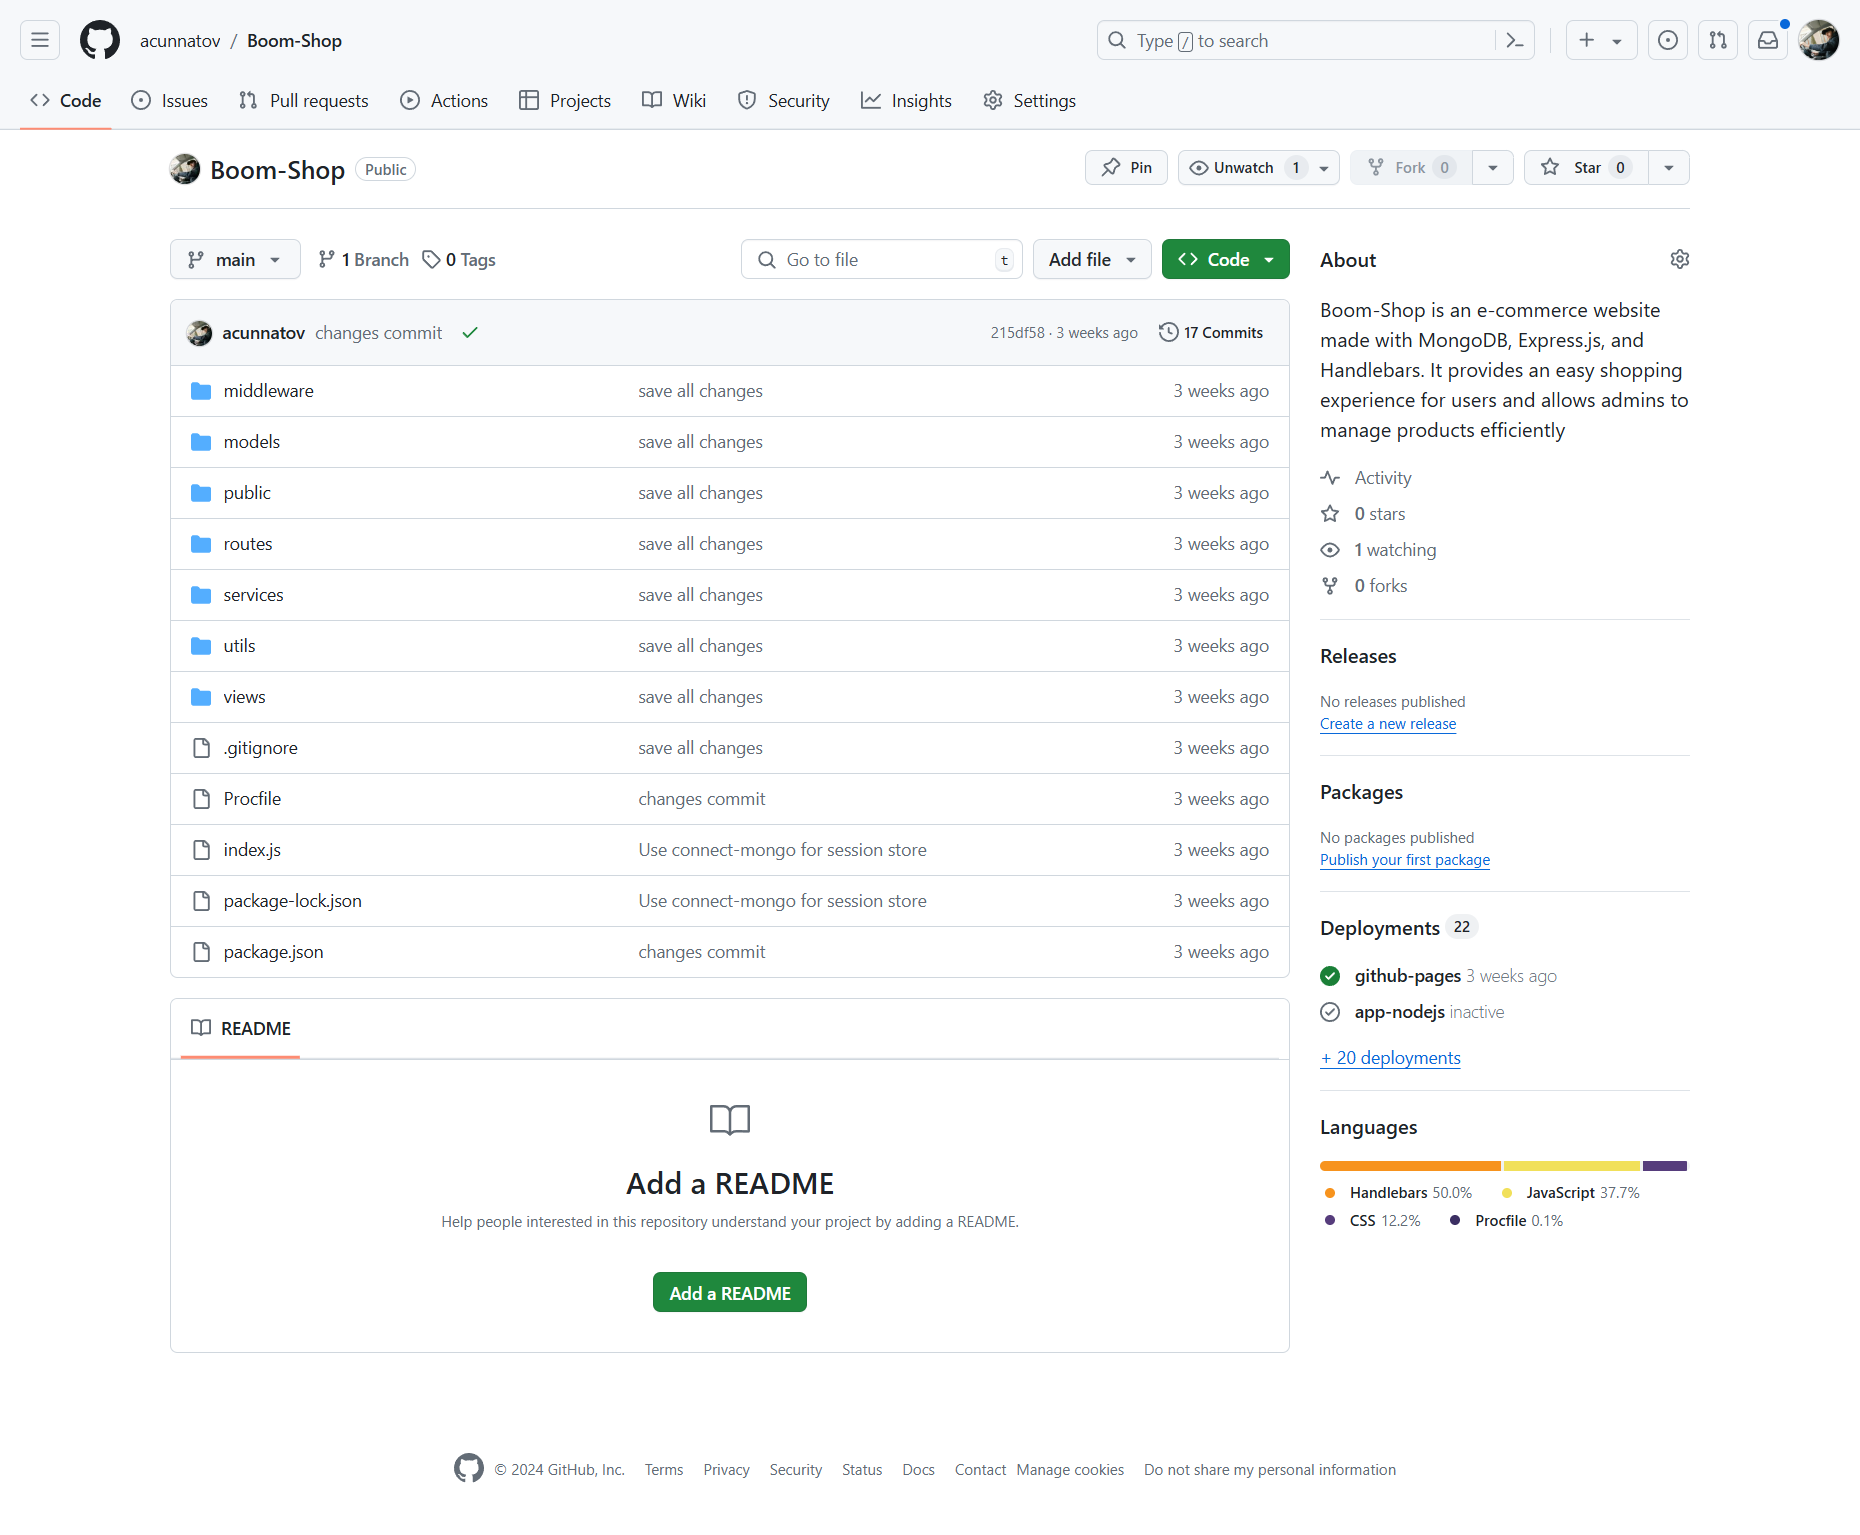 acunnatov / Boom-Shop
Type / to search
Code Issues Pull requests Actions Projects Wiki Security Insights Settings
Boom-Shop Public
Pin Unwatch 1 Fork 0 Star 0
main 1 Branch 0 Tags Go to file t Add file Code
acunnatov changes commit 215df58 · 3 weeks ago 17 Commits
middleware save all changes 3 weeks ago
models save all changes 3 weeks ago
public save all changes 3 weeks ago
routes save all changes 3 weeks ago
services save all changes 3 weeks ago
utils save all changes 3 weeks ago
views save all changes 3 weeks ago
.gitignore save all changes 3 weeks ago
Procfile changes commit 3 weeks ago
index.js Use connect-mongo for session store 3 weeks ago
package-lock.json Use connect-mongo for session store 3 weeks ago
package.json changes commit 3 weeks ago
README
Add a README
Help people interested in this repository understand your project by adding a README.
Add a README
About
Boom-Shop is an e-commerce website
made with MongoDB, Express.js, and
Handlebars. It provides an easy shopping
experience for users and allows admins to
manage products efficiently
Activity
0 stars
1 watching
0 forks
Releases
No releases published
Create a new release
Packages
No packages published
Publish your first package
Deployments 22
github-pages 3 weeks ago
app-nodejs inactive
+ 20 deployments
Languages
Handlebars 50.0% JavaScript 37.7%
CSS 12.2% Procfile 0.1%
© 2024 GitHub, Inc. Terms Privacy Security Status Docs Contact Manage cookies Do not share my personal information